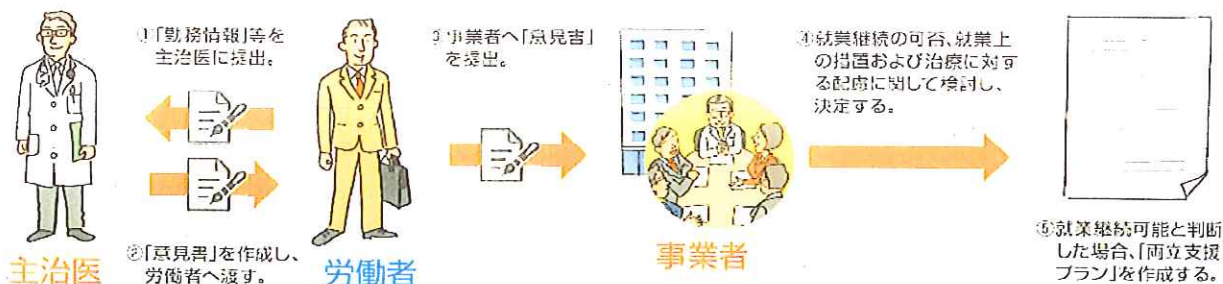 ①「勤務情報」等を
主治医に提出。
②「意見書」を作成し、
労働者へ渡す。
主治医
労働者
③事業者へ「意見書」
を提出。
事業者
④就業継続の可否、就業上
の措置および治療に対す
る配慮に関して検討し、
決定する。
⑤就業継続可能と判断
した場合、「両立支援
プラン」を作成する。